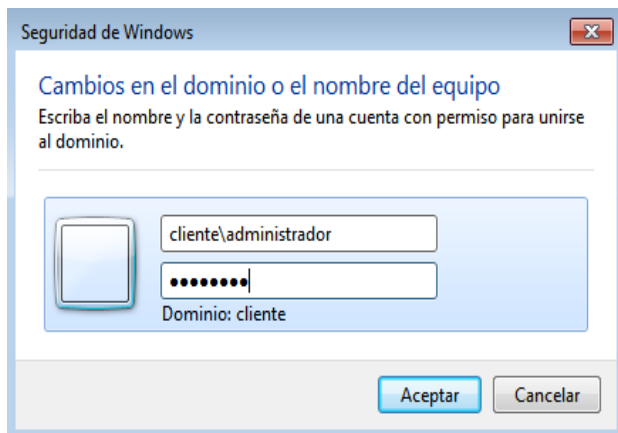 Seguridad de Windows
Cambios en el dominio o el nombre del equipo
Escriba el nombre y la contraseña de una cuenta con permiso para unirse
al dominio.
cliente\administrador
••••••••
Dominio: cliente
Aceptar
Cancelar